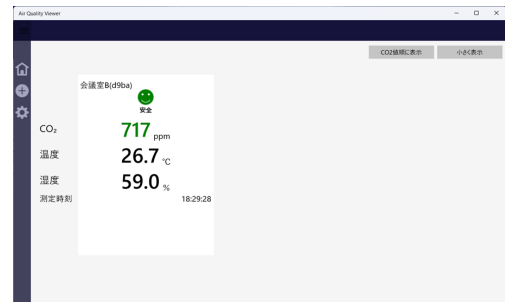 Air Quality Viewer
CO2値順に表示 小さく表示
会議室B(d9ba)
安全
CO₂ 717 ppm
温度 26.7 ℃
湿度 59.0 %
測定時刻 18:29:28